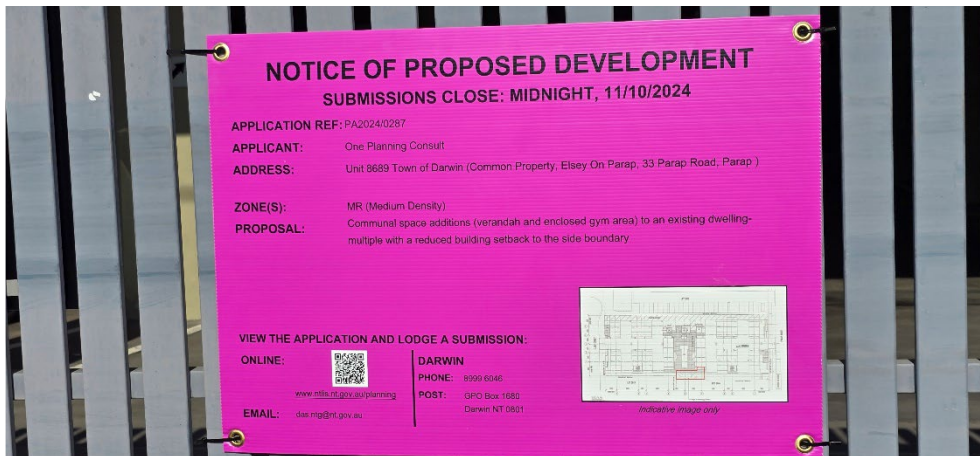 NOTICE OF PROPOSED DEVELOPMENT
SUBMISSIONS CLOSE: MIDNIGHT, 11/10/2024
APPLICATION REF: PA2024/0287
APPLICANT: One Planning Consult
ADDRESS: Unit 8689 Town of Darwin (Common Property, Elsey On Parap, 33 Parap Road, Parap )
ZONE(S): MR (Medium Density)
PROPOSAL: Communal space additions (verandah and enclosed gym area) to an existing dwelling-
multiple with a reduced building setback to the side boundary
VIEW THE APPLICATION AND LODGE A SUBMISSION:
ONLINE:
www.ntlis.nt.gov.au/planning
EMAIL: das.ntg@nt.gov.au
DARWIN
PHONE: 8999 6046
POST: GPO Box 1680
Darwin NT 0801
Indicative image only